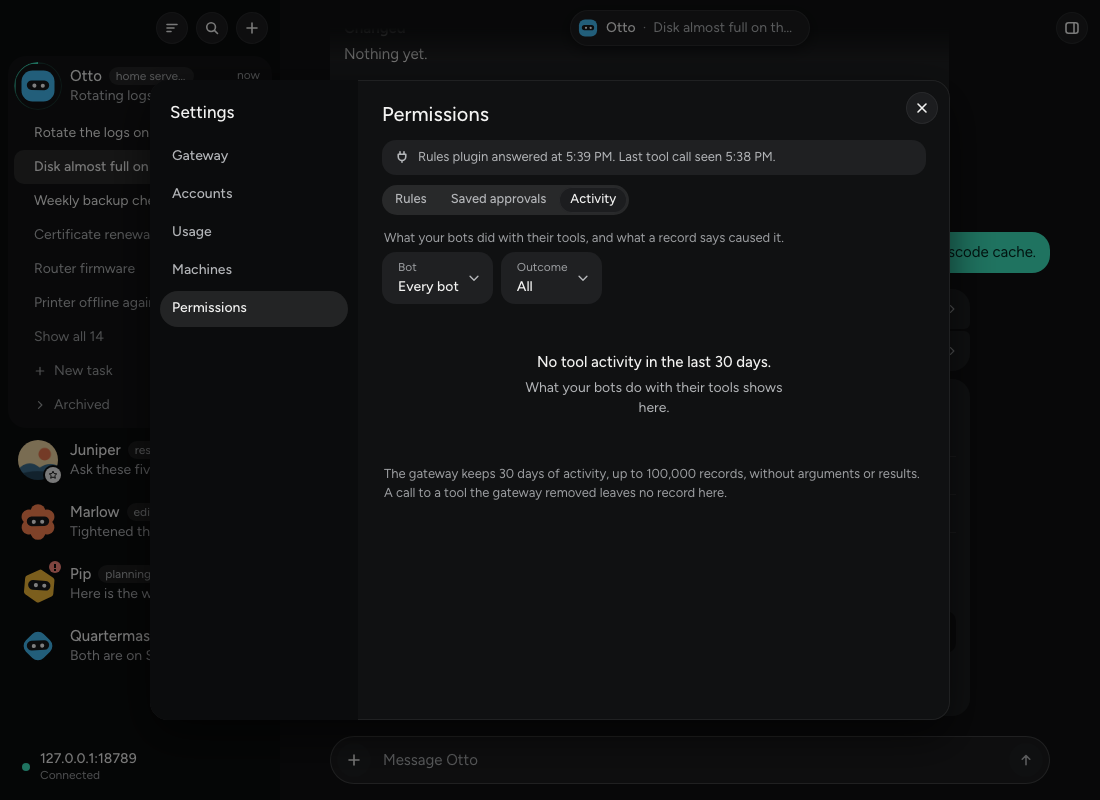 Otto · Disk almost full on th...
Nothing yet.
Otto home serve... now
Rotating logs
Rotate the logs on
Disk almost full on
Weekly backup che
Certificate renewa
Router firmware
Printer offline again
Show all 14
+ New task
Archived
Juniper res
Ask these fiv
Marlow edi
Tightened th
Pip planning
Here is the w
Quartermas
Both are on S
127.0.0.1:18789
Connected
Settings
Gateway
Accounts
Usage
Machines
Permissions
Permissions
Rules plugin answered at 5:39 PM. Last tool call seen 5:38 PM.
Rules Saved approvals Activity
What your bots did with their tools, and what a record says caused it.
Bot
Every bot
Outcome
All
No tool activity in the last 30 days.
What your bots do with their tools shows
here.
The gateway keeps 30 days of activity, up to 100,000 records, without arguments or results.
A call to a tool the gateway removed leaves no record here.
scode cache.
Message Otto